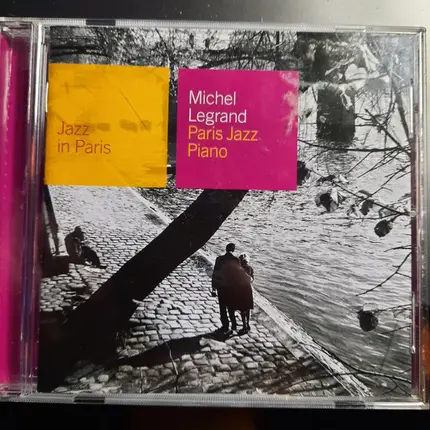 Jazz
in Paris
Michel
Legrand
Paris Jazz
Piano